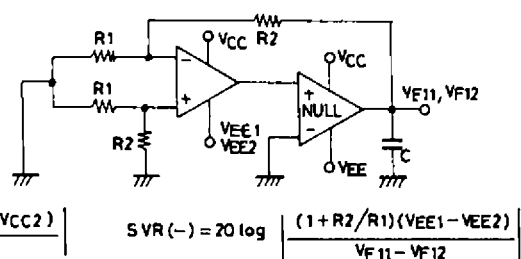 R2
R1
VCC
VCC
R1
VF11, VF12
NULL
R2
VEE1
VEE2
VEE
C
VCC2)
SVR(-) = 20 log | (1+R2/R1)(VEE1-VEE2)
VF11-VF12 |